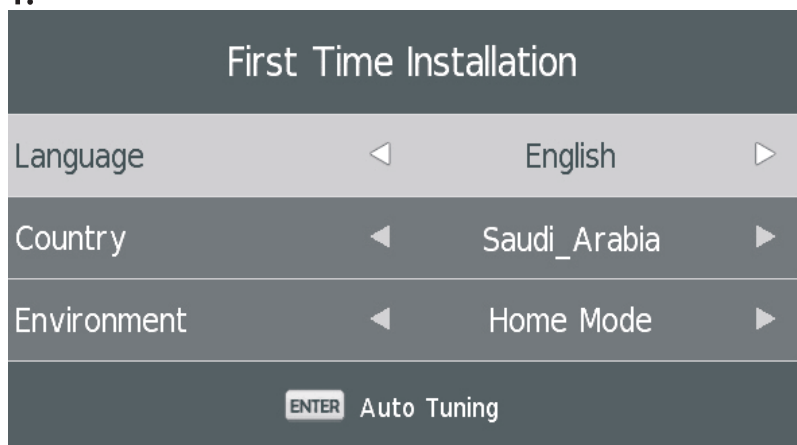 First Time Installation
Language English
Country Saudi_Arabia
Environment Home Mode
ENTER Auto Tuning